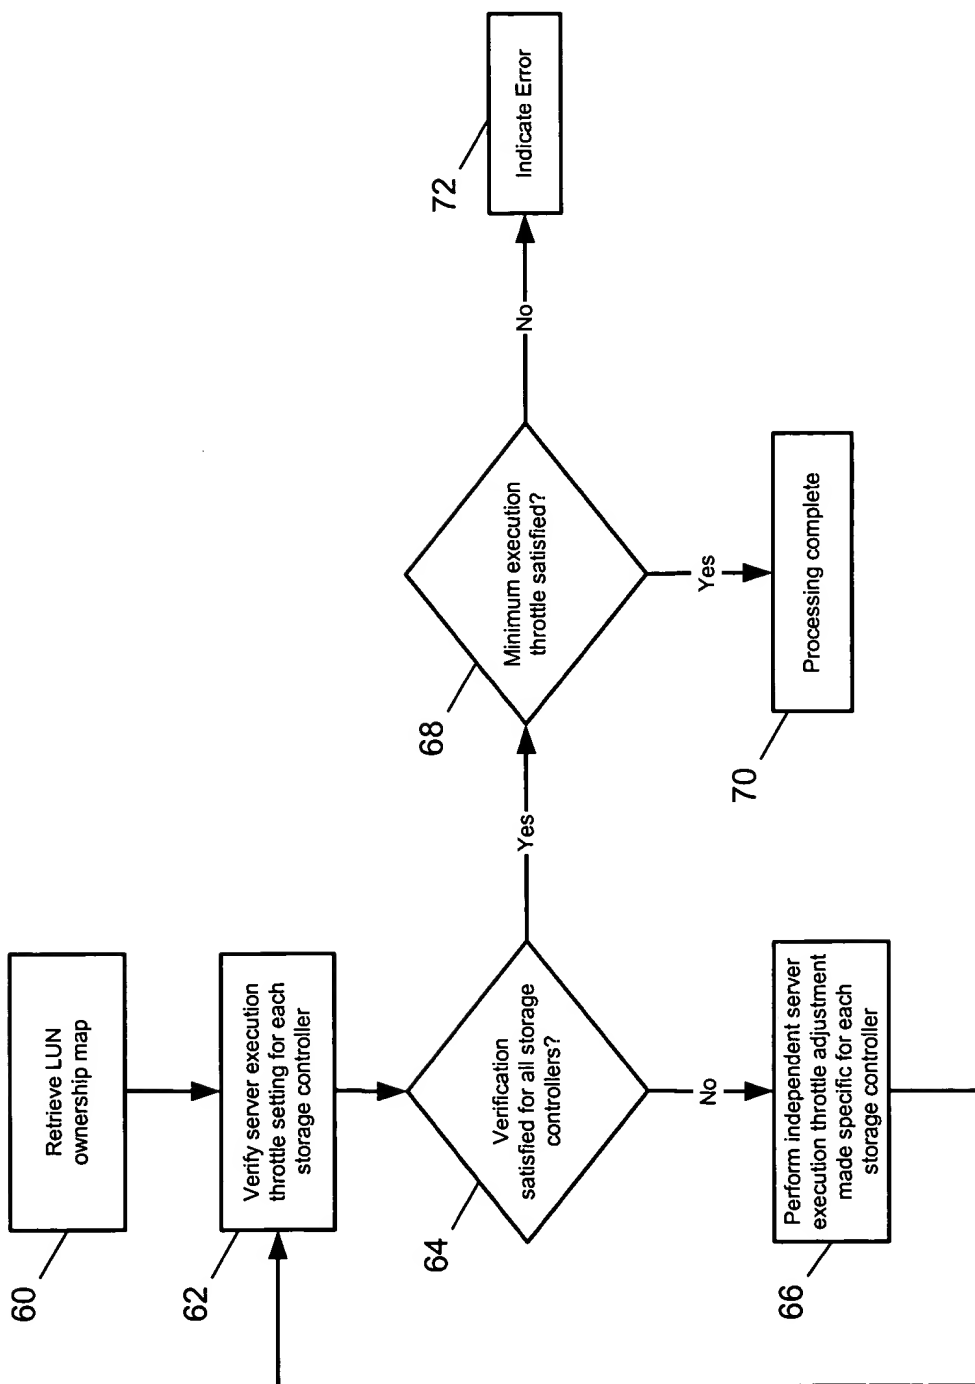 60
Retrieve LUN
ownership map
62
Verify server execution
throttle setting for each
storage controller
64
Verification
satisfied for all storage
controllers?
No
66
Perform independent server
execution throttle adjustment
made specific for each
storage controller
Yes
68
Minimum execution
throttle satisfied?
Yes
70
Processing complete
No
72
Indicate Error